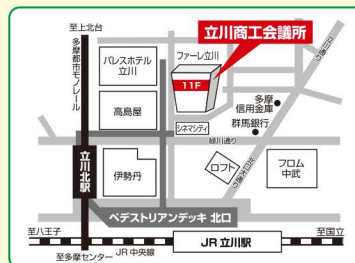 至上北台
立川商工会議所
多摩都市モノレール
パレスホテル
立川
ファーレ立川
11F
高島屋
多摩
信用金庫
シネマシティ
群馬銀行
緑川通り
立川北駅
伊勢丹
ロフト
フロム
中武
ペデストリアンデッキ 北口
至八王子
至国立
JR 立川駅
JR 中央線
至多摩センター